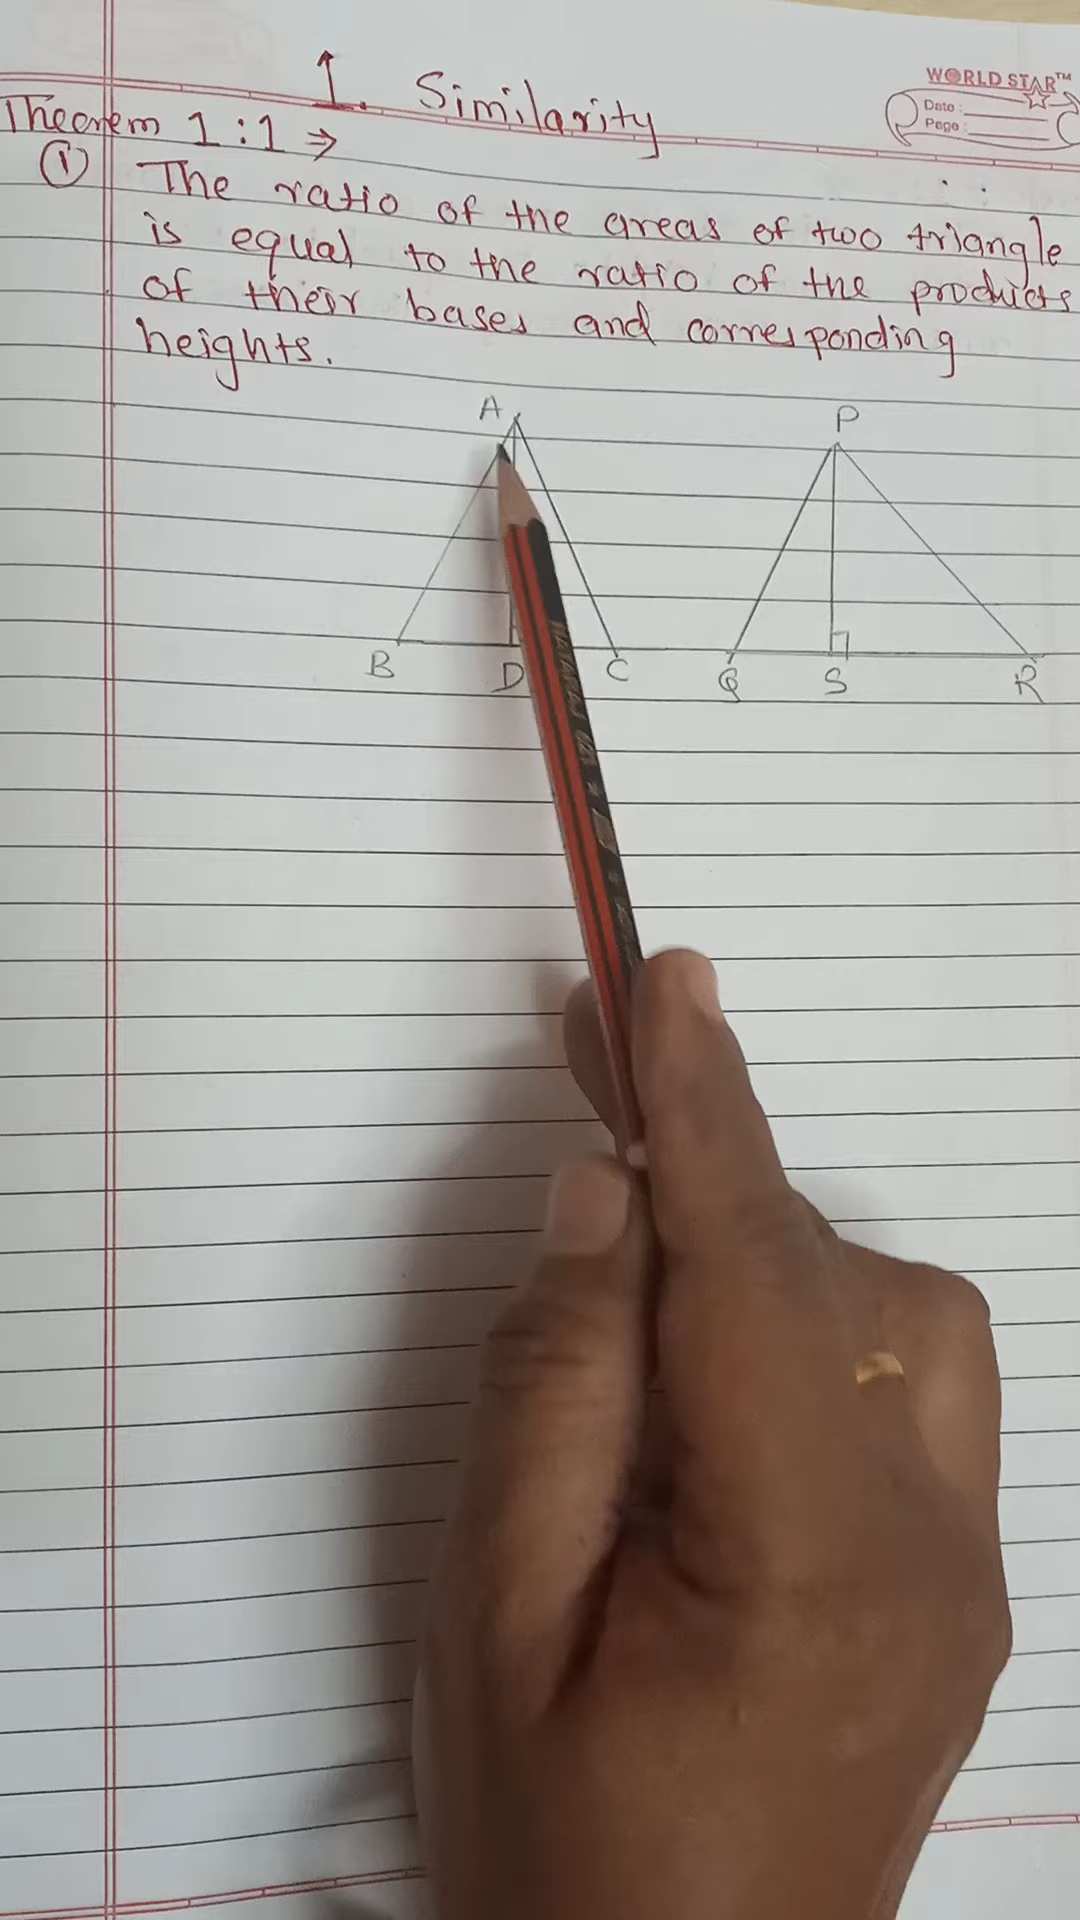 1. Similarity
WORLD STAR™
Date :
Page :
Theorem 1:1 ⇒
① The ratio of the areas of two triangle
is equal to the ratio of the products
of their bases and corresponding
heights.
A
P
B
D
C
Q
S
R